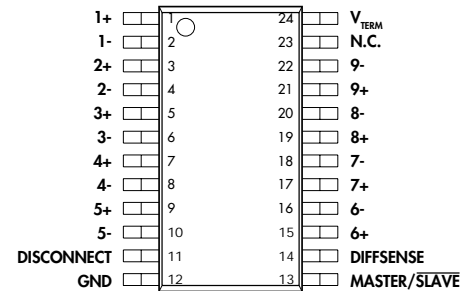 1+ 1 24 V TERM
1- 2 23 N.C.
2+ 3 22 9-
2- 4 21 9+
3+ 5 20 8-
3- 6 19 8+
4+ 7 18 7-
4- 8 17 7+
5+ 9 16 6-
5- 10 15 6+
DISCONNECT 11 14 DIFFSENSE
GND 12 13 MASTER/SLAVE